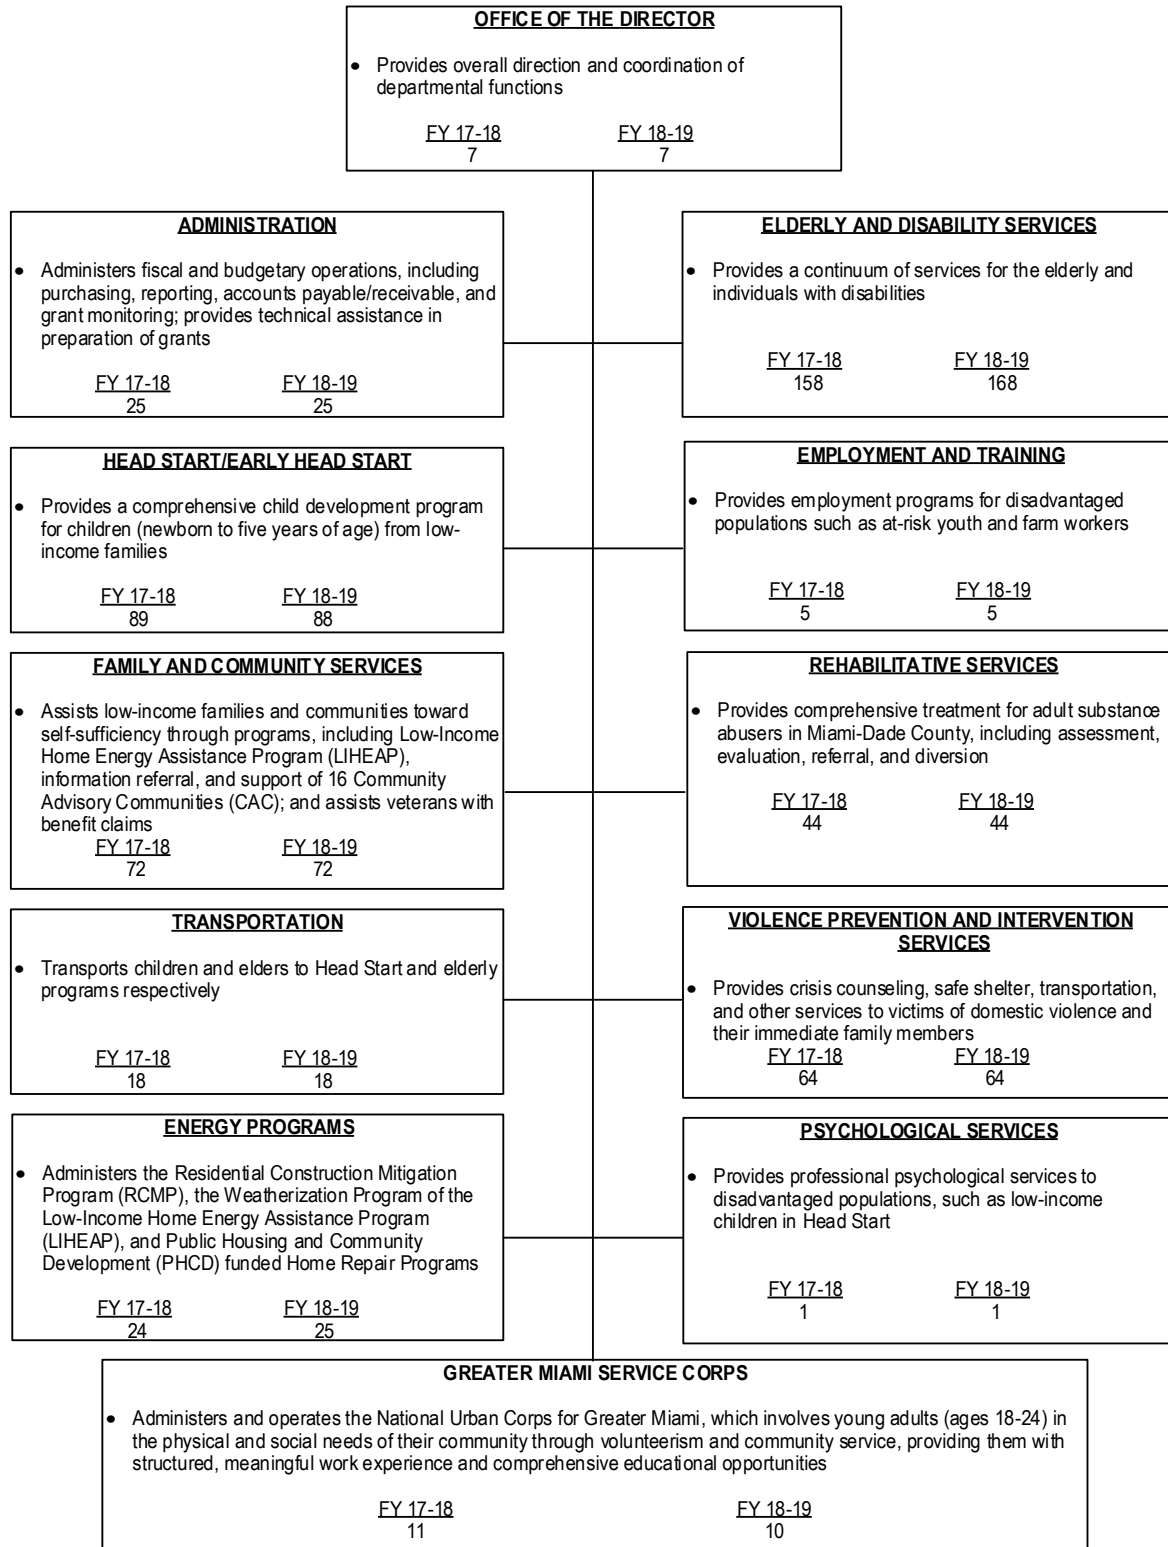 OFFICE OF THE DIRECTOR
• Provides overall direction and coordination of
departmental functions
FY 17-18 FY 18-19
7 7
ADMINISTRATION
• Administers fiscal and budgetary operations, including
purchasing, reporting, accounts payable/receivable, and
grant monitoring; provides technical assistance in
preparation of grants
FY 17-18 FY 18-19
25 25
ELDERLY AND DISABILITY SERVICES
• Provides a continuum of services for the elderly and
individuals with disabilities
FY 17-18 FY 18-19
158 168
HEAD START/EARLY HEAD START
• Provides a comprehensive child development program
for children (newborn to five years of age) from low-
income families
FY 17-18 FY 18-19
89 88
EMPLOYMENT AND TRAINING
• Provides employment programs for disadvantaged
populations such as at-risk youth and farm workers
FY 17-18 FY 18-19
5 5
FAMILY AND COMMUNITY SERVICES
• Assists low-income families and communities toward
self-sufficiency through programs, including Low-Income
Home Energy Assistance Program (LIHEAP),
information referral, and support of 16 Community
Advisory Communities (CAC); and assists veterans with
benefit claims
FY 17-18 FY 18-19
72 72
REHABILITATIVE SERVICES
• Provides comprehensive treatment for adult substance
abusers in Miami-Dade County, including assessment,
evaluation, referral, and diversion
FY 17-18 FY 18-19
44 44
TRANSPORTATION
• Transports children and elders to Head Start and elderly
programs respectively
FY 17-18 FY 18-19
18 18
VIOLENCE PREVENTION AND INTERVENTION
SERVICES
• Provides crisis counseling, safe shelter, transportation,
and other services to victims of domestic violence and
their immediate family members
FY 17-18 FY 18-19
64 64
ENERGY PROGRAMS
• Administers the Residential Construction Mitigation
Program (RCMP), the Weatherization Program of the
Low-Income Home Energy Assistance Program
(LIHEAP), and Public Housing and Community
Development (PHCD) funded Home Repair Programs
FY 17-18 FY 18-19
24 25
PSYCHOLOGICAL SERVICES
• Provides professional psychological services to
disadvantaged populations, such as low-income
children in Head Start
FY 17-18 FY 18-19
1 1
GREATER MIAMI SERVICE CORPS
• Administers and operates the National Urban Corps for Greater Miami, which involves young adults (ages 18-24) in
the physical and social needs of their community through volunteerism and community service, providing them with
structured, meaningful work experience and comprehensive educational opportunities
FY 17-18 FY 18-19
11 10